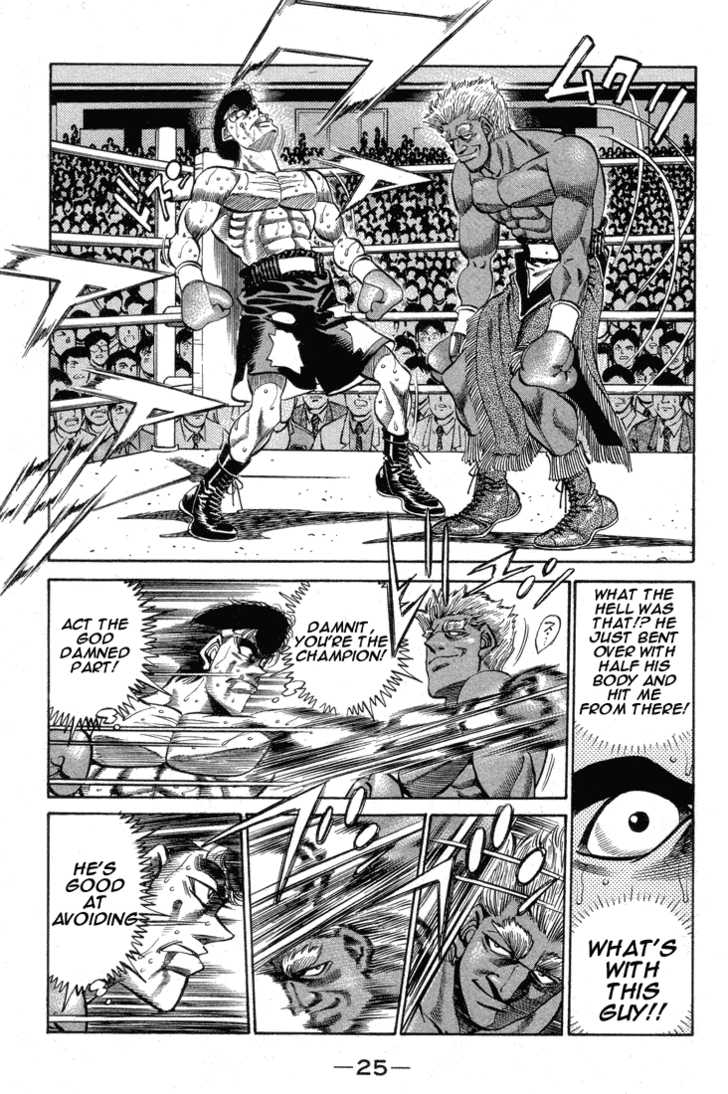 ムクリ
WHAT THE
HELL WAS
THAT!? HE
JUST BENT
OVER WITH
HALF HIS
BODY AND
HIT ME
FROM THERE!
WHAT'S
WITH
THIS
GUY!!
DAMNIT,
YOU'RE THE
CHAMPION!
ACT THE
GOD
DAMNED
PART!
HE'S
GOOD
AT
AVOIDING
—25—